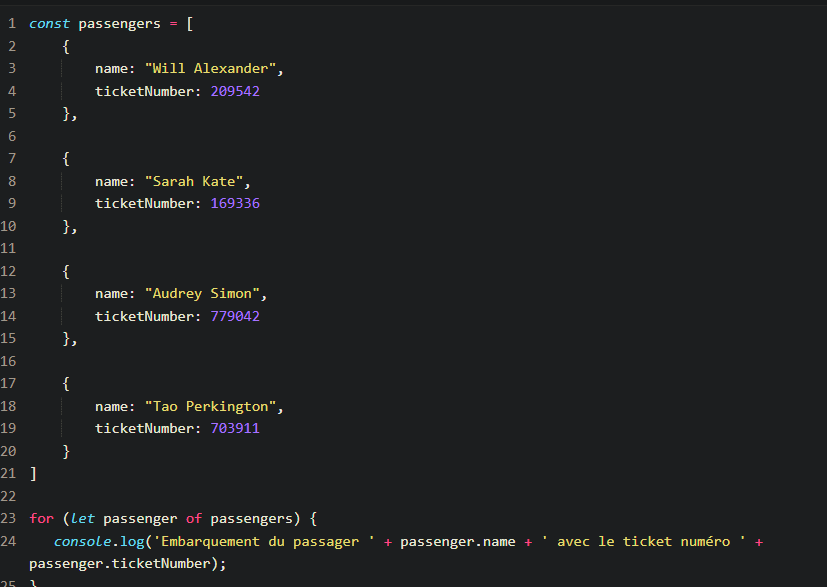 1 const passengers = [
2 {
3 name: "Will Alexander",
4 ticketNumber: 209542
5 },
6
7 {
8 name: "Sarah Kate",
9 ticketNumber: 169336
10 },
11
12 {
13 name: "Audrey Simon",
14 ticketNumber: 779042
15 },
16
17 {
18 name: "Tao Perkington",
19 ticketNumber: 703911
20 }
21 ]
22
23 for (let passenger of passengers) {
24 console.log('Embarquement du passager ' + passenger.name + ' avec le ticket numéro ' +
passenger.ticketNumber);
25 }